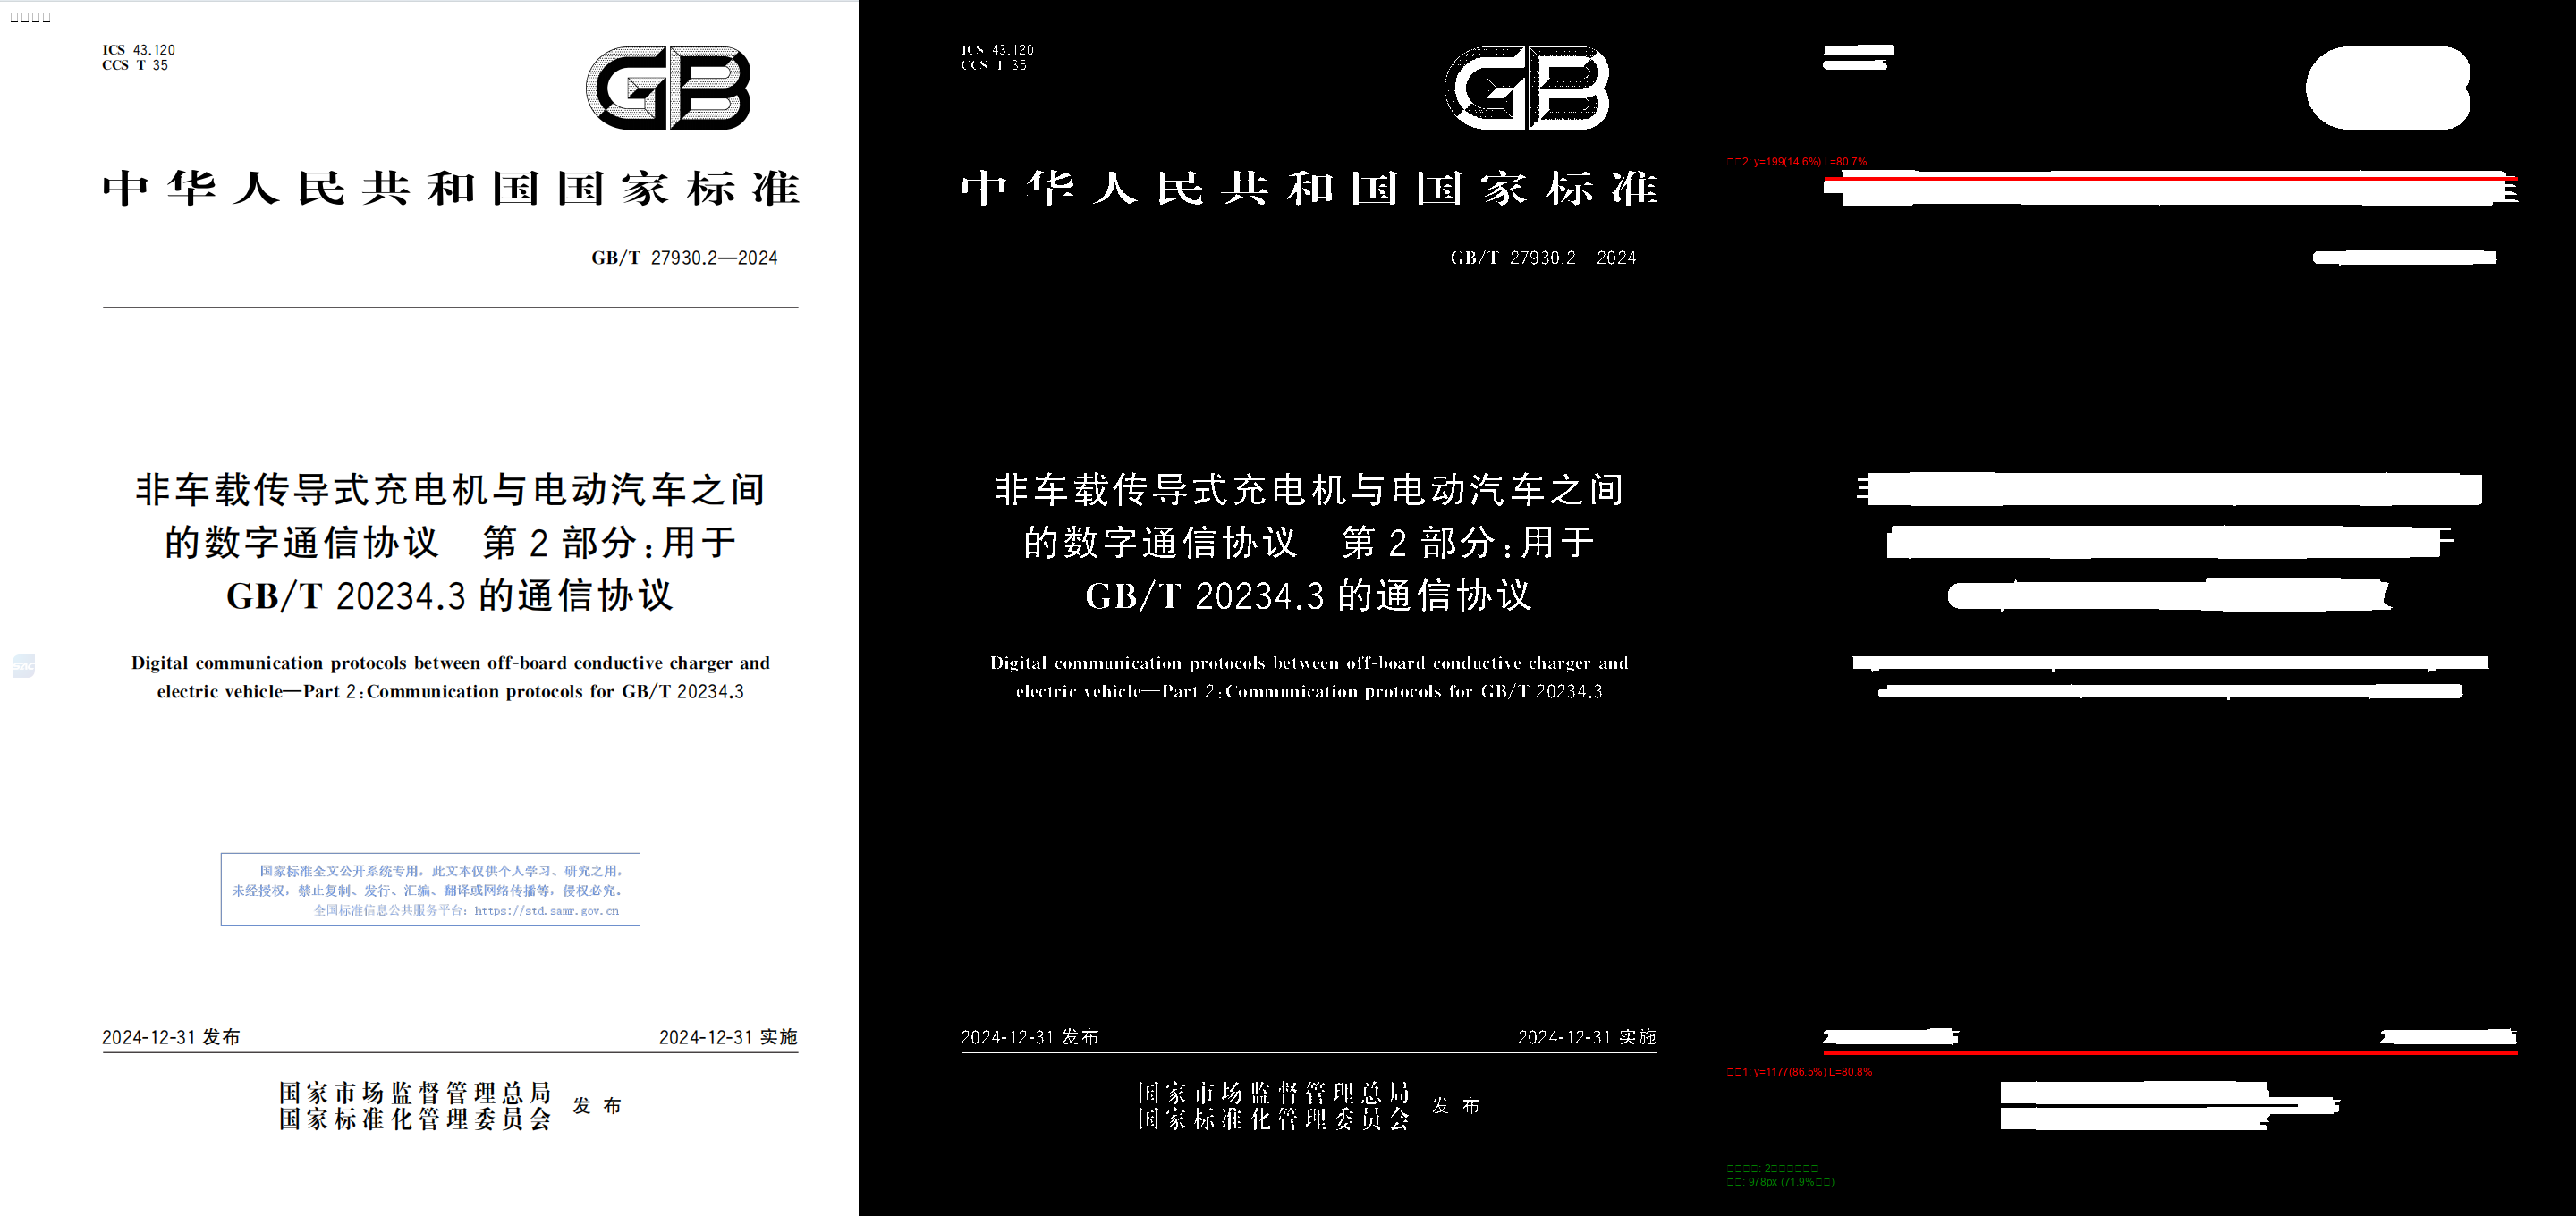 ICS 43.120
CCS T 35
GB
中华人民共和国国家标准
GB/T 27930.2—2024
非车载传导式充电机与电动汽车之间
的数字通信协议 第 2 部分:用于
GB/T 20234.3 的通信协议
Digital communication protocols between off-board conductive charger and
electric vehicle—Part 2:Communication protocols for GB/T 20234.3
SAC
国家标准全文公开系统专用，此文本仅供个人学习、研究之用，
未经授权，禁止复制、发行、汇编、翻译或网络传播等，侵权必究。
全国标准信息公共服务平台：https://std.samr.gov.cn
2024-12-31 发布
2024-12-31 实施
国家市场监督管理总局
国家标准化管理委员会
发布
ICS 43.120
CCS T 35
GB
中华人民共和国国家标准
GB/T 27930.2—2024
非车载传导式充电机与电动汽车之间
的数字通信协议 第 2 部分:用于
GB/T 20234.3 的通信协议
Digital communication protocols between off-board conductive charger and
electric vehicle—Part 2:Communication protocols for GB/T 20234.3
2024-12-31 发布
2024-12-31 实施
国家市场监督管理总局
国家标准化管理委员会
发布
2: y=199(14.6%) L=80.7%
1: y=1177(86.5%) L=80.8%
: 2
: 978px (71.9%)